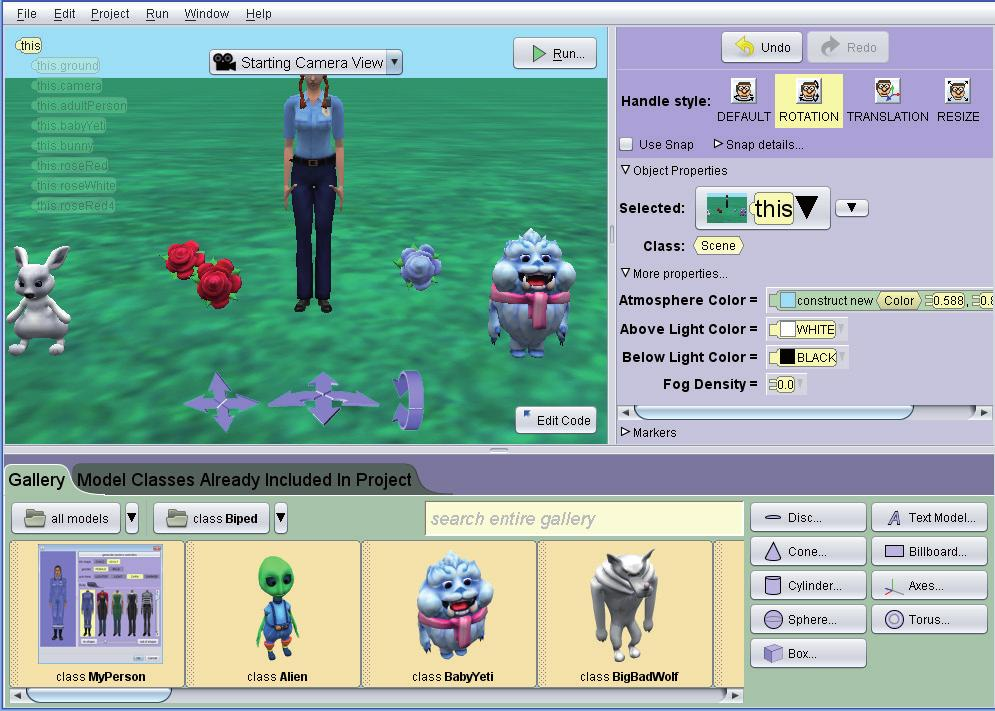 File Edit Project Run Window Help
this
this.ground
this.camera
this.adultPerson
this.babyYeti
this.bunny
this.roseRed
this.roseWhite
this.roseRed4
Starting Camera View
Run...
Edit Code
Undo Redo
Handle style:
DEFAULT ROTATION TRANSLATION RESIZE
Use Snap Snap details...
Object Properties
Selected: this
Class: Scene
More properties...
Atmosphere Color = construct new Color 0.588, 0.8
Above Light Color = WHITE
Below Light Color = BLACK
Fog Density = 0.0
Markers
Gallery Model Classes Already Included In Project
all models class Biped search entire gallery
class MyPerson class Alien class BabyYeti class BigBadWolf
Disc... Text Model...
Cone... Billboard...
Cylinder... Axes...
Sphere... Torus...
Box...